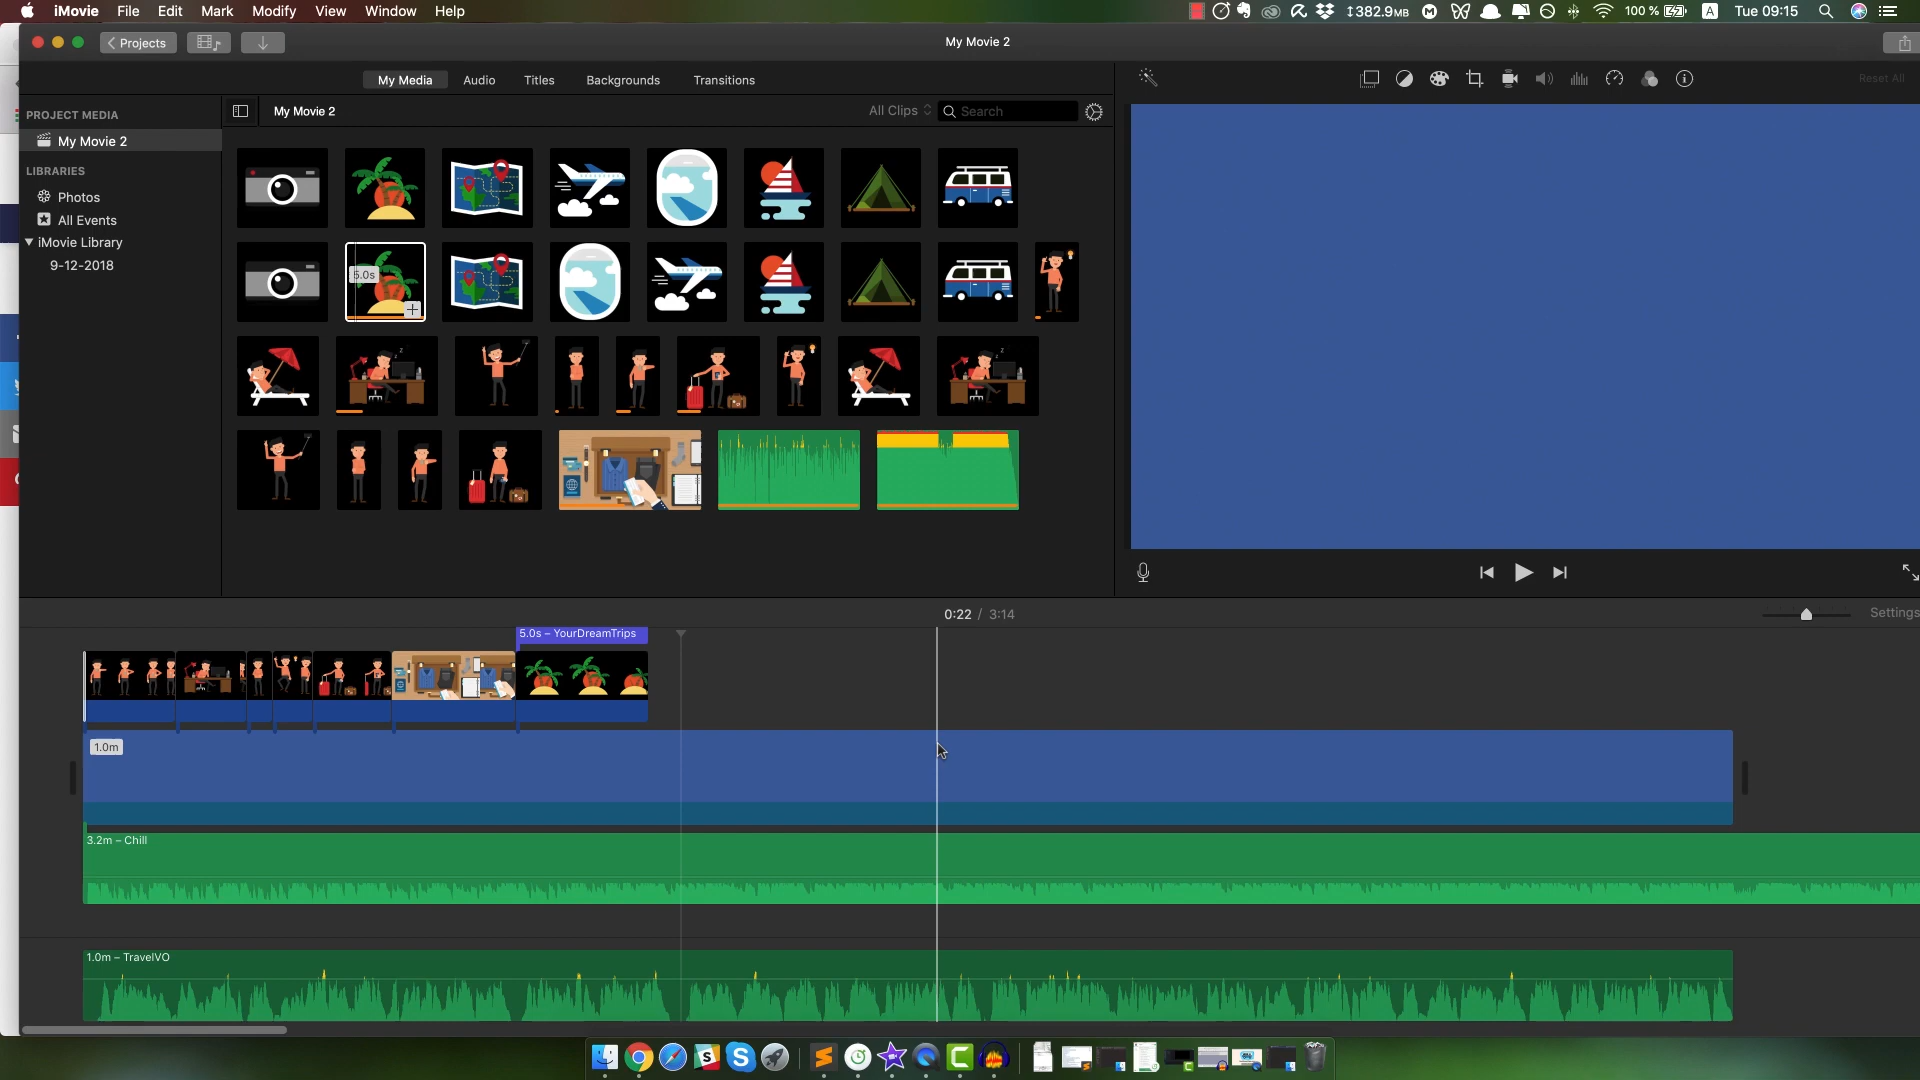 iMovie File Edit Mark Modify View Window Help
382.9MB
100 %
A
Tue 09:15
Projects
My Movie 2
My Media Audio Titles Backgrounds Transitions
Reset All
PROJECT MEDIA
My Movie 2
LIBRARIES
Photos
All Events
iMovie Library
9-12-2018
My Movie 2
All Clips
Search
5.0s
0:22 / 3:14
Settings
5.0s – YourDreamTrips
1.0m
3.2m – Chill
1.0m – TravelVO